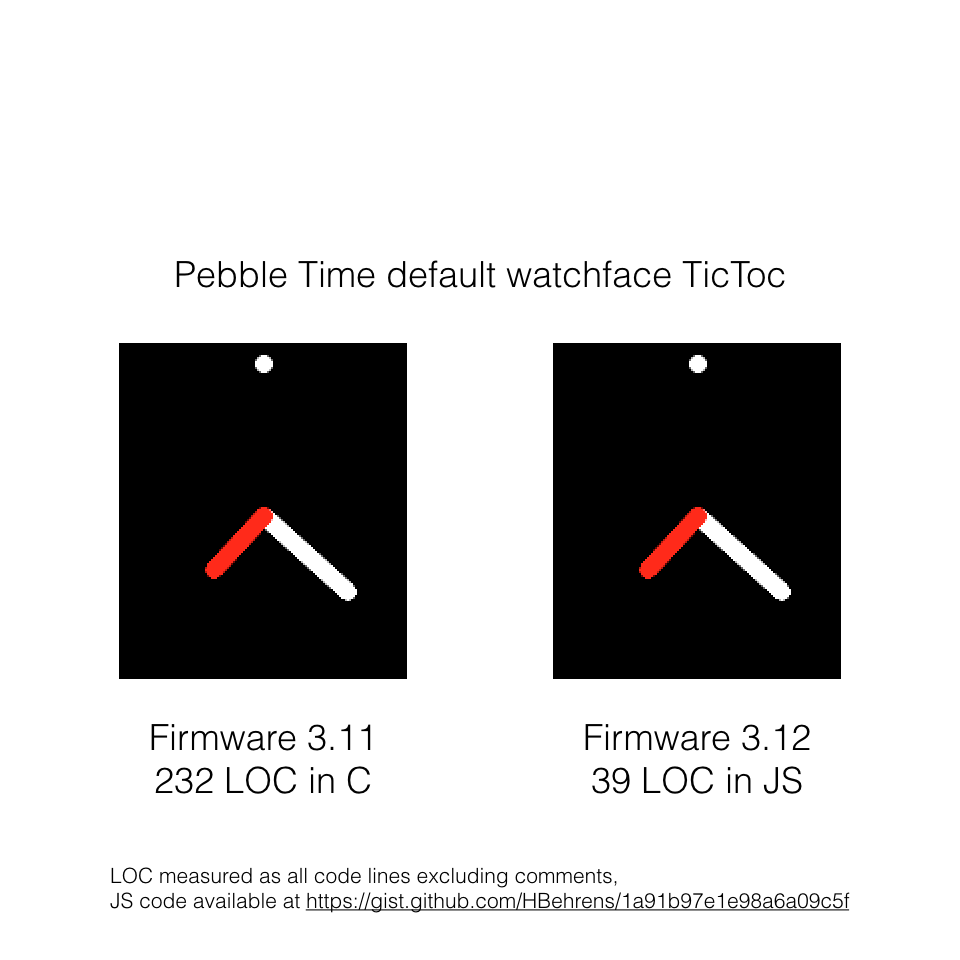 Pebble Time default watchface TicToc
Firmware 3.11
232 LOC in C
Firmware 3.12
39 LOC in JS
LOC measured as all code lines excluding comments,
JS code available at https://gist.github.com/HBehrens/1a91b97e1e98a6a09c5f